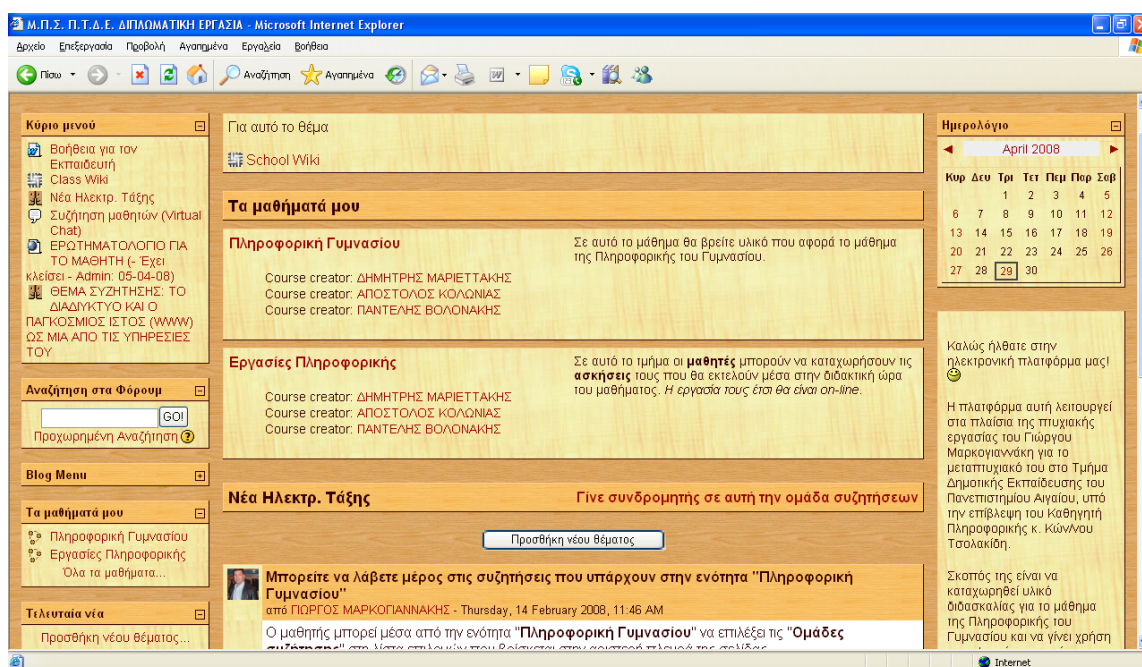 Μ.Π.Σ. Π.Τ.Δ.Ε. ΔΙΠΛΩΜΑΤΙΚΗ ΕΡΓΑΣΙΑ - Microsoft Internet Explorer
Αρχείο Επεξεργασία Προβολή Αγαπημένα Εργαλεία Βοήθεια
Πίσω Αναζήτηση Αγαπημένα
Κύριο μενού
Βοήθεια για τον
Εκπαιδευτή
Class Wiki
Νέα Ηλεκτρ. Τάξης
Συζήτηση μαθητών (Virtual
Chat)
ΕΡΩΤΗΜΑΤΟΛΟΓΙΟ ΓΙΑ
ΤΟ ΜΑΘΗΤΗ (- Έχει
κλείσει - Admin: 05-04-08)
ΘΕΜΑ ΣΥΖΗΤΗΣΗΣ: ΤΟ
ΔΙΑΔΙΥΚΤΥΟ ΚΑΙ Ο
ΠΑΓΚΟΣΜΙΟΣ ΙΣΤΟΣ (WWW)
ΩΣ ΜΙΑ ΑΠΟ ΤΙΣ ΥΠΗΡΕΣΙΕΣ
ΤΟΥ
Αναζήτηση στα Φόρουμ
GO!
Προχωρημένη Αναζήτηση
Blog Menu
Τα μαθήματά μου
Πληροφορική Γυμνασίου
Εργασίες Πληροφορικής
Όλα τα μαθήματα...
Τελευταία νέα
Προσθήκη νέου θέματος...
Για αυτό το θέμα
School Wiki
Τα μαθήματά μου
Πληροφορική Γυμνασίου
Course creator: ΔΗΜΗΤΡΗΣ ΜΑΡΙΕΤΤΑΚΗΣ
Course creator: ΑΠΟΣΤΟΛΟΣ ΚΟΛΩΝΙΑΣ
Course creator: ΠΑΝΤΕΛΗΣ ΒΟΛΟΝΑΚΗΣ
Σε αυτό το μάθημα θα βρείτε υλικό που αφορά το μάθημα
της Πληροφορικής του Γυμνασίου.
Εργασίες Πληροφορικής
Course creator: ΔΗΜΗΤΡΗΣ ΜΑΡΙΕΤΤΑΚΗΣ
Course creator: ΑΠΟΣΤΟΛΟΣ ΚΟΛΩΝΙΑΣ
Course creator: ΠΑΝΤΕΛΗΣ ΒΟΛΟΝΑΚΗΣ
Σε αυτό το τμήμα οι μαθητές μπορούν να καταχωρήσουν τις
ασκήσεις τους που θα εκτελούν μέσα στην διδακτική ώρα
του μαθήματος. Η εργασία τους έτσι θα είναι on-line.
Νέα Ηλεκτρ. Τάξης
Γίνε συνδρομητής σε αυτή την ομάδα συζητήσεων
Προσθήκη νέου θέματος
Μπορείτε να λάβετε μέρος στις συζητήσεις που υπάρχουν στην ενότητα "Πληροφορική
Γυμνασίου"
από ΓΙΩΡΓΟΣ ΜΑΡΚΟΓΙΑΝΝΑΚΗΣ - Thursday, 14 February 2008, 11:46 AM
Ο μαθητής μπορεί μέσα από την ενότητα "Πληροφορική Γυμνασίου" να επιλέξει τις "Ομάδες
συζήτησης" στη λίστα επιλογών που βρίσκεται στην αριστερή πλευρά της σελίδας.
Ημερολόγιο
April 2008
Κυρ Δευ Τρι Τετ Πεμ Παρ Σαβ
1 2 3 4 5
6 7 8 9 10 11 12
13 14 15 16 17 18 19
20 21 22 23 24 25 26
27 28 29 30
Καλώς ήλθατε στην
ηλεκτρονική πλατφόρμα μας!
Η πλατφόρμα αυτή λειτουργεί
στα πλαίσια της πτυχιακής
εργασίας του Γιώργου
Μαρκογιαννάκη για το
μεταπτυχιακό του στο Τμήμα
Δημοτικής Εκπαίδευσης του
Πανεπιστημίου Αιγαίου, υπό
την επίβλεψη του Καθηγητή
Πληροφορικής κ. Κών/νου
Τσολακίδη.
Σκοπός της είναι να
καταχωρηθεί υλικό
διδασκαλίας για το μάθημα
της Πληροφορικής του
Γυμνασίου και να γίνει χρήση
Internet